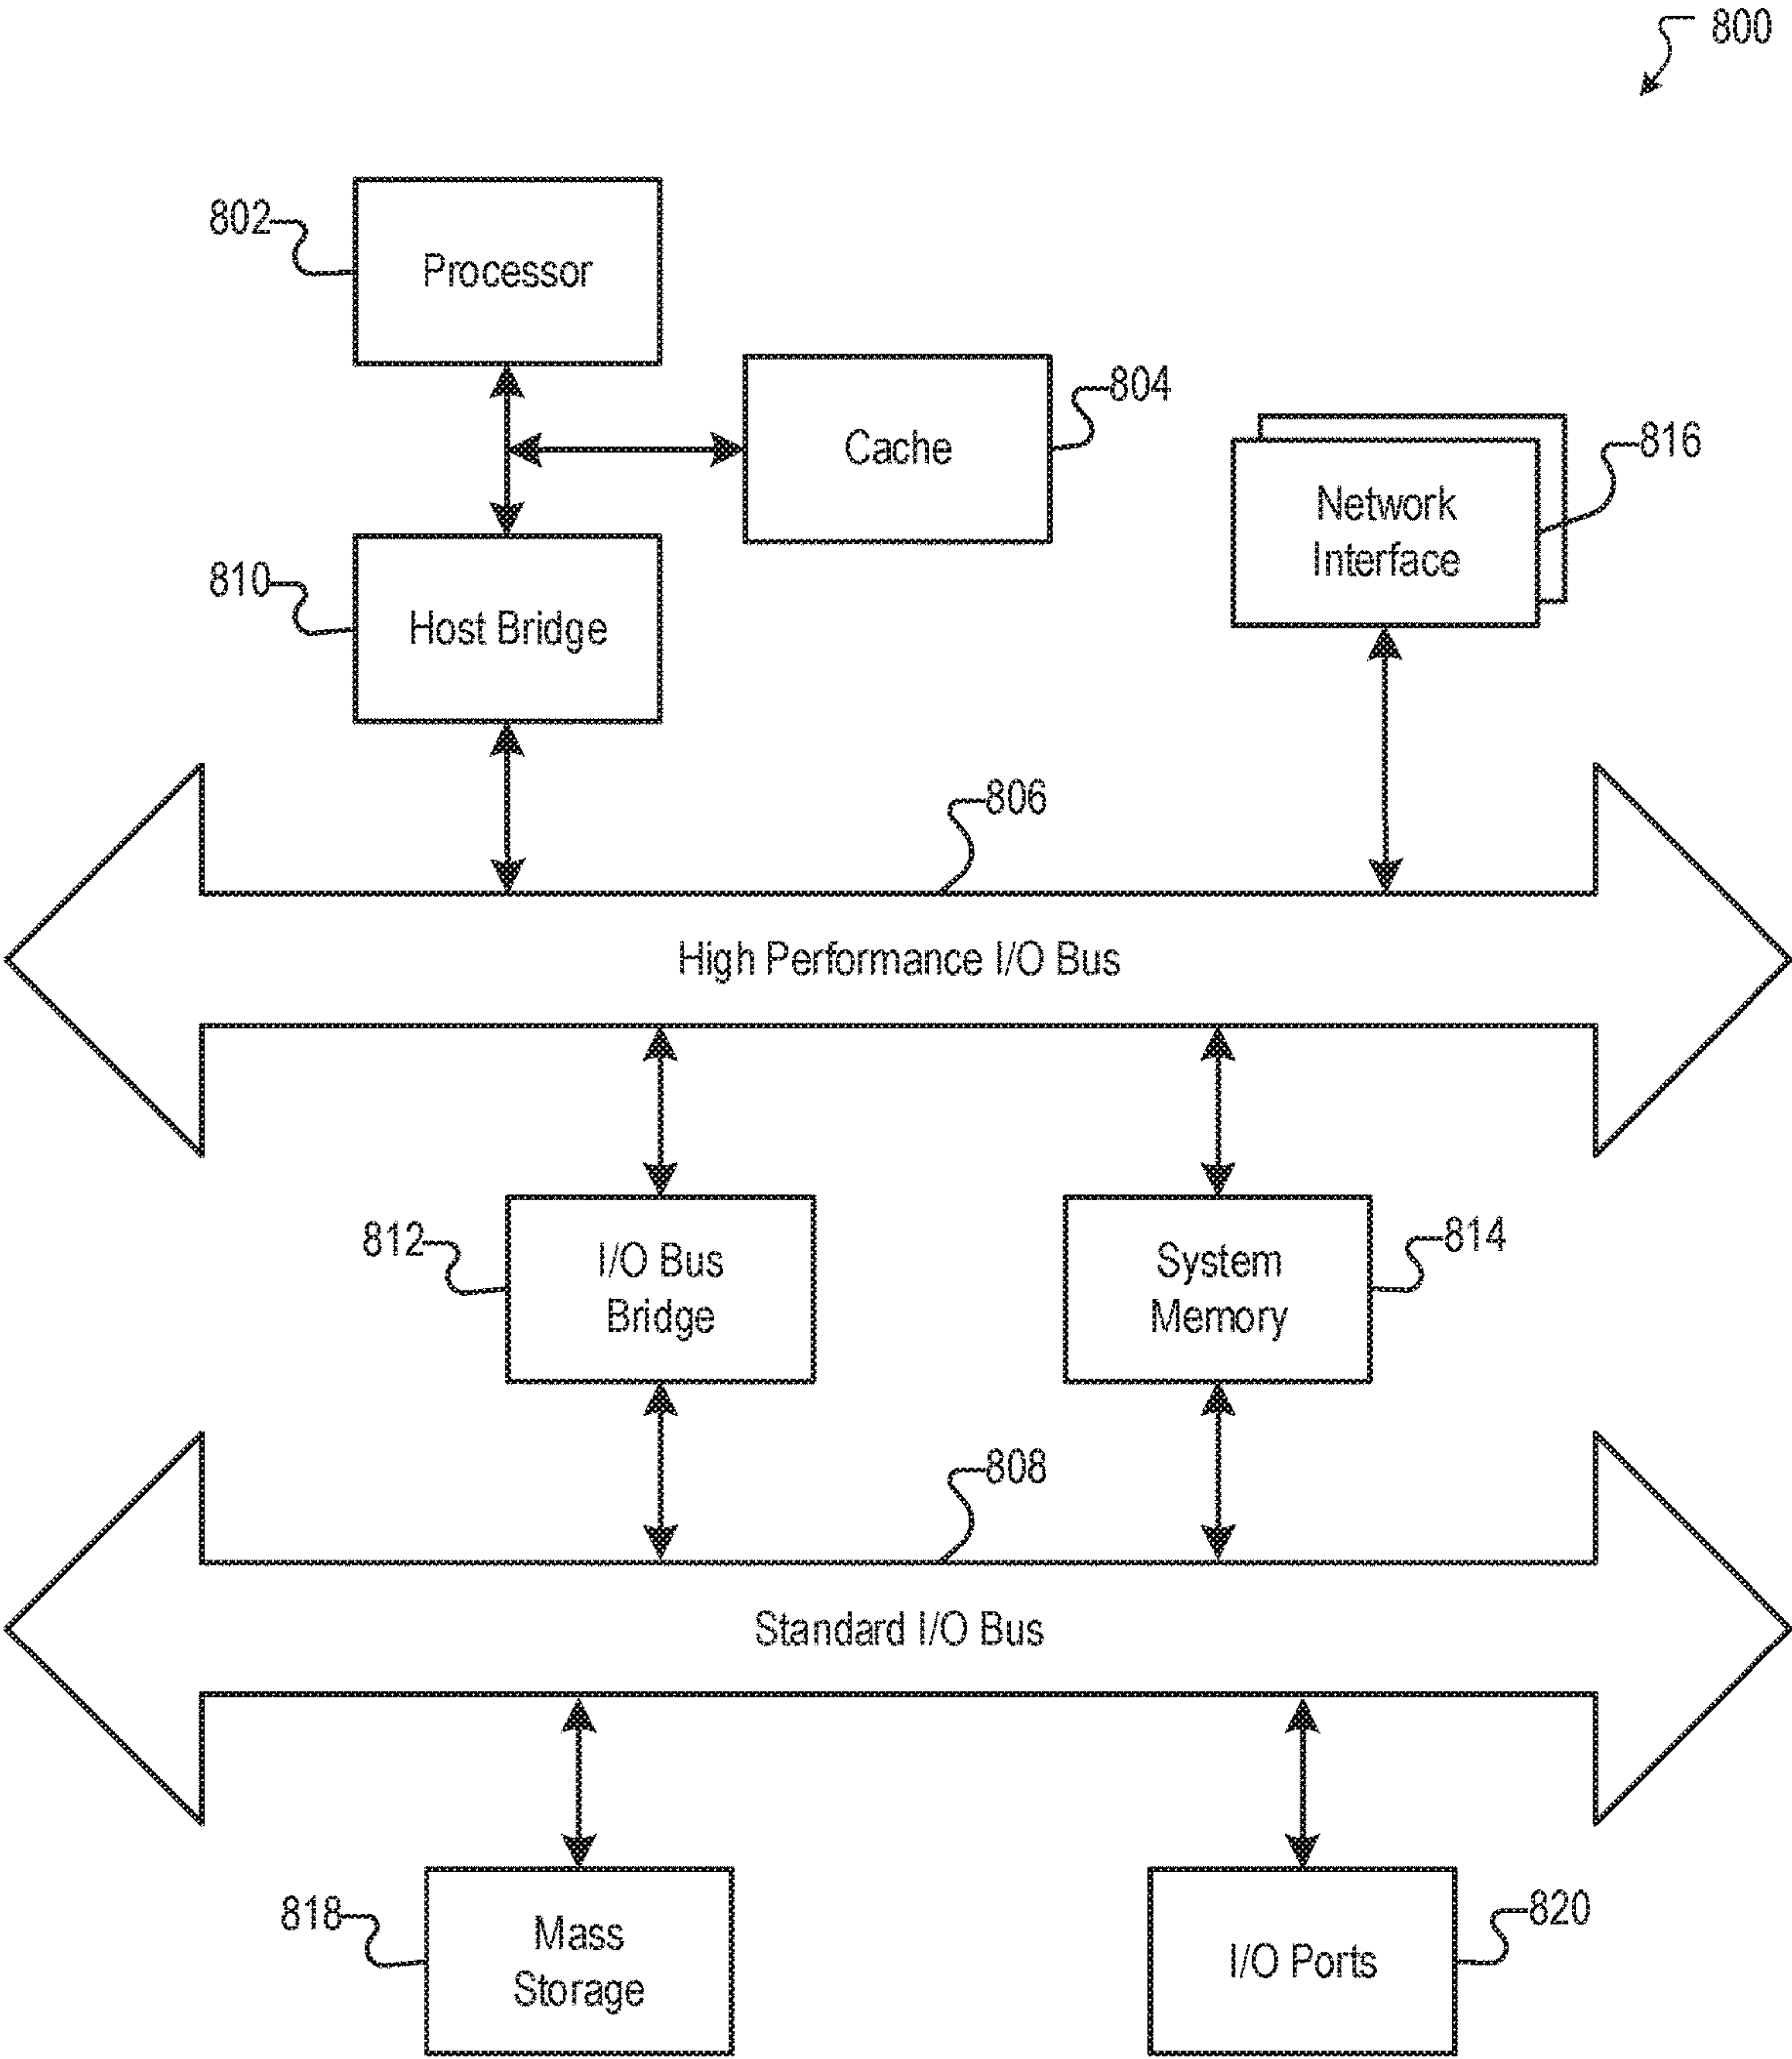 800
802
Processor
804
Cache
816
Network
Interface
810
Host Bridge
806
High Performance I/O Bus
812
I/O Bus
Bridge
814
System
Memory
808
Standard I/O Bus
818
Mass
Storage
820
I/O Ports